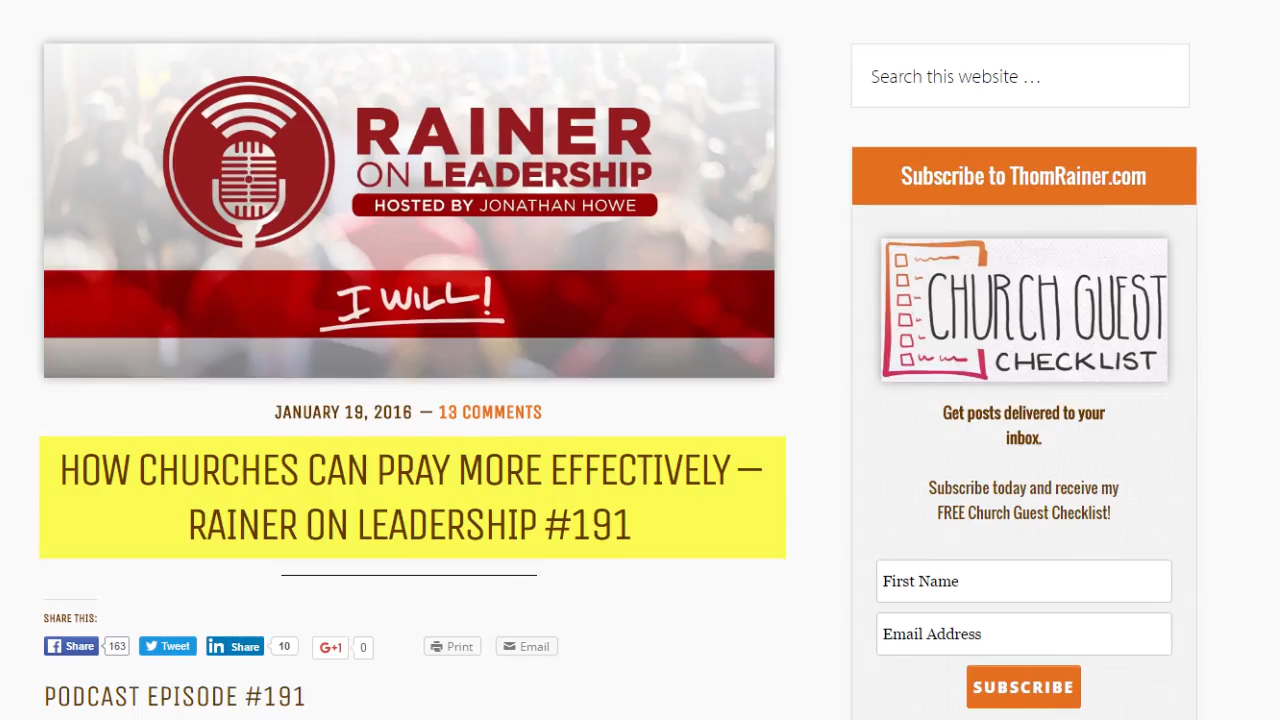 RAINER
ON LEADERSHIP
HOSTED BY JONATHAN HOWE
I WILL!
JANUARY 19, 2016 — 13 COMMENTS
HOW CHURCHES CAN PRAY MORE EFFECTIVELY —
RAINER ON LEADERSHIP #191
SHARE THIS:
Share 163 Tweet Share 10 G+1 0 Print Email
PODCAST EPISODE #191
Search this website …
Subscribe to ThomRainer.com
CHURCH GUEST
CHECKLIST
Get posts delivered to your
inbox.
Subscribe today and receive my
FREE Church Guest Checklist!
First Name
Email Address
SUBSCRIBE